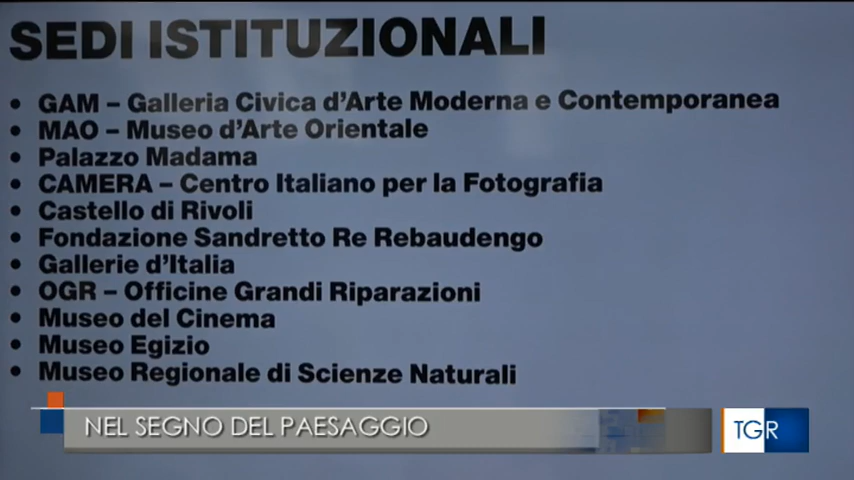 SEDI ISTITUZIONALI
• GAM – Galleria Civica d'Arte Moderna e Contemporanea
• MAO – Museo d'Arte Orientale
• Palazzo Madama
• CAMERA – Centro Italiano per la Fotografia
• Castello di Rivoli
• Fondazione Sandretto Re Rebaudengo
• Gallerie d'Italia
• OGR – Officine Grandi Riparazioni
• Museo del Cinema
• Museo Egizio
• Museo Regionale di Scienze Naturali
NEL SEGNO DEL PAESAGGIO
TGR